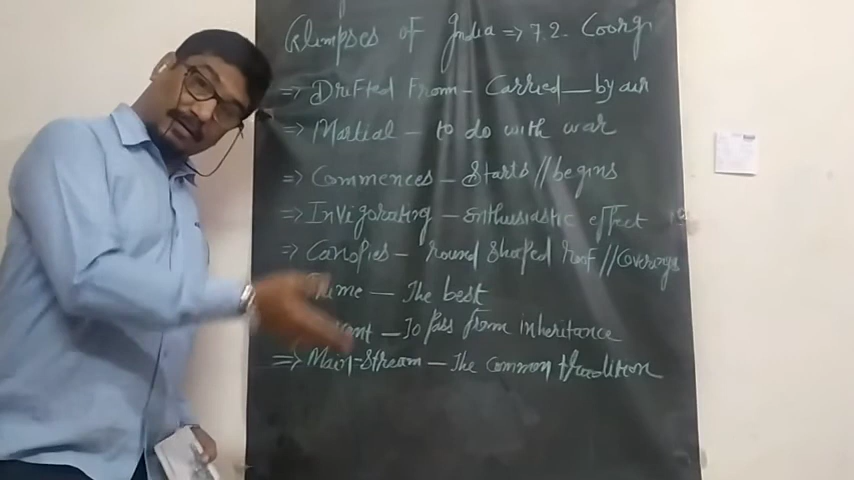 Glimpses of India => 7.2. Coorg
=> Drifted From - Carried - by air
=> Martial - to do with war
=> Commences - Starts // begins
=> Invigorating - enthusiastic effect
=> Canopies - round shaped roof // Coverings
Prime - The best
- To pass from inheritance
=> Main-Stream - The common tradition